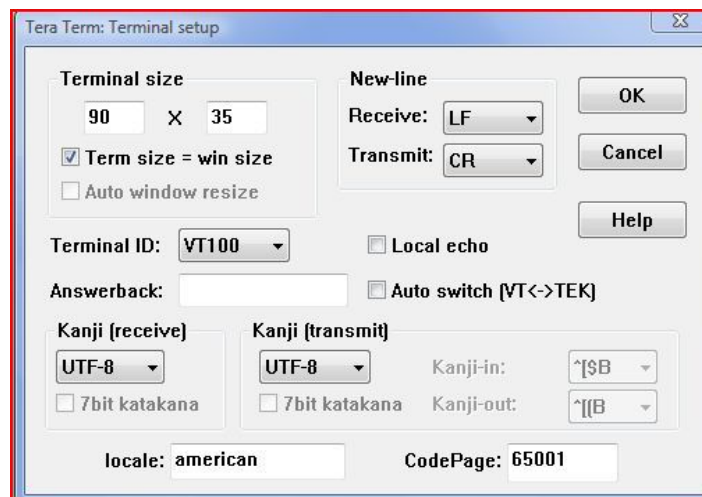 Tera Term: Terminal setup
Terminal size
90 X 35
Term size = win size
Auto window resize
New-line
Receive: LF
Transmit: CR
OK
Cancel
Help
Terminal ID: VT100
Local echo
Answerback:
Auto switch (VT<->TEK)
Kanji (receive)
UTF-8
7bit katakana
Kanji (transmit)
UTF-8
7bit katakana
Kanji-in: ^[$B
Kanji-out: ^[(B
locale: american
CodePage: 65001